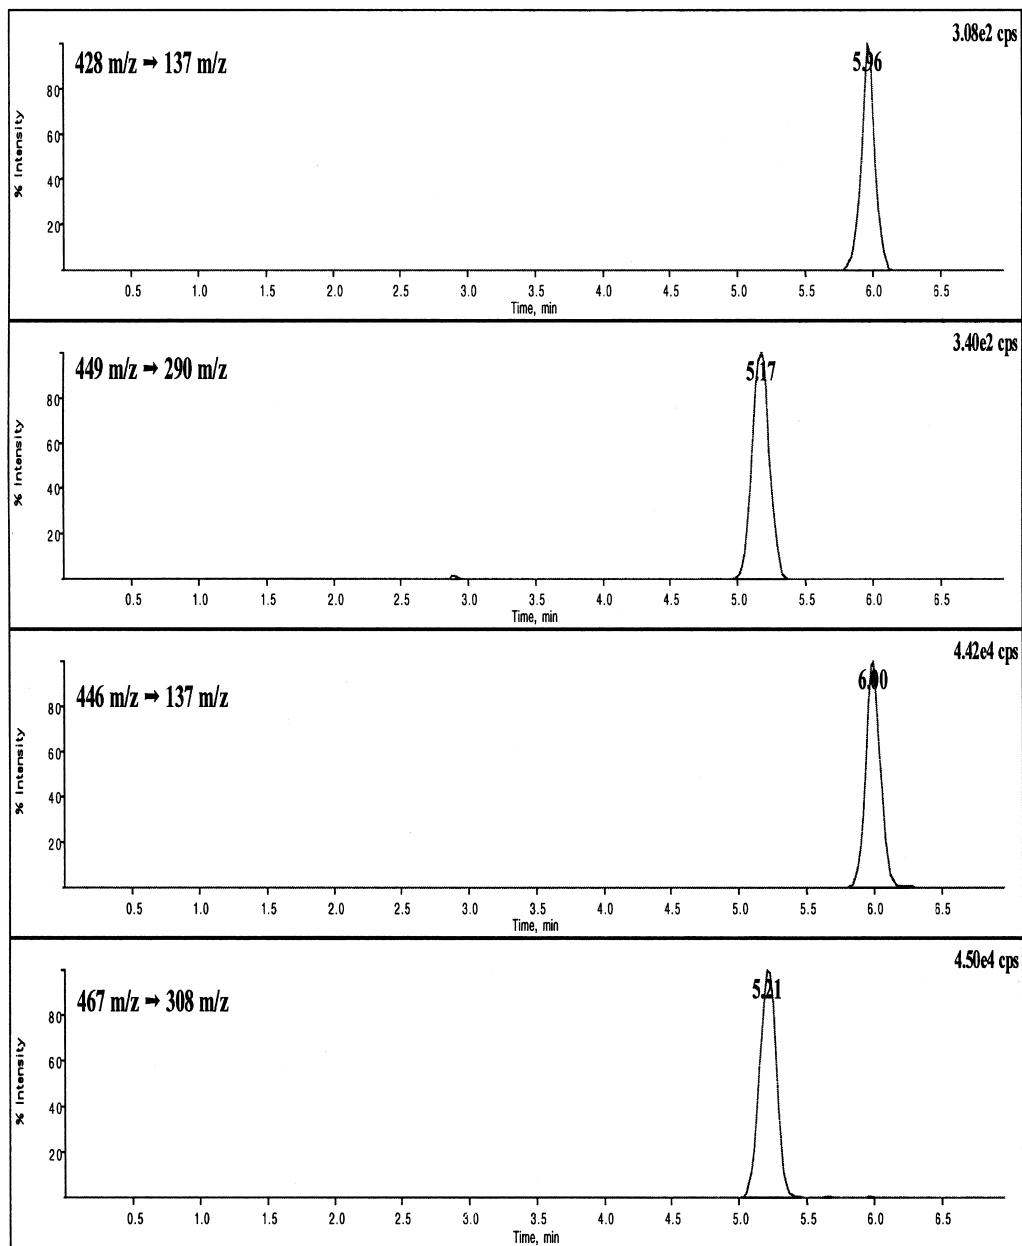 3.08e2 cps
428 m/z ➡ 137 m/z
5.96
% Intensity
80
60
40
20
0.5 1.0 1.5 2.0 2.5 3.0 3.5 4.0 4.5 5.0 5.5 6.0 6.5
Time, min
3.40e2 cps
449 m/z ➡ 290 m/z
5.17
% Intensity
80
60
40
20
0.5 1.0 1.5 2.0 2.5 3.0 3.5 4.0 4.5 5.0 5.5 6.0 6.5
Time, min
4.42e4 cps
446 m/z ➡ 137 m/z
6.00
% Intensity
80
60
40
20
0.5 1.0 1.5 2.0 2.5 3.0 3.5 4.0 4.5 5.0 5.5 6.0 6.5
Time, min
4.50e4 cps
467 m/z ➡ 308 m/z
5.21
% Intensity
80
60
40
20
0.5 1.0 1.5 2.0 2.5 3.0 3.5 4.0 4.5 5.0 5.5 6.0 6.5
Time, min